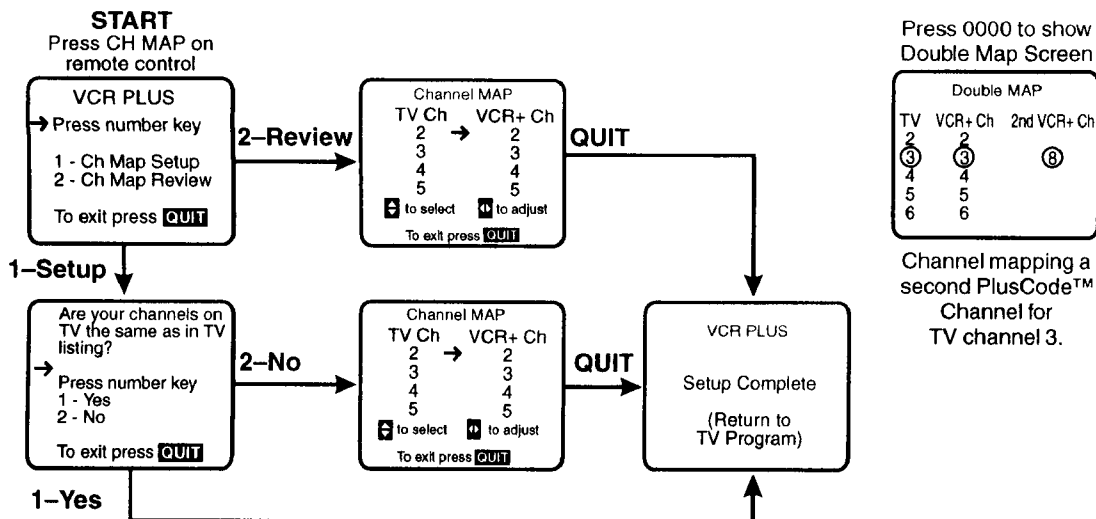 START
Press CH MAP on
remote control
VCR PLUS
→ Press number key
1 - Ch Map Setup
2 - Ch Map Review
To exit press QUIT
2–Review
Channel MAP
TV Ch → VCR+ Ch
2 2
3 3
4 4
5 5
to select to adjust
To exit press QUIT
QUIT
1–Setup
Are your channels on
TV the same as in TV
listing?
→
Press number key
1 - Yes
2 - No
To exit press QUIT
2–No
Channel MAP
TV Ch → VCR+ Ch
2 2
3 3
4 4
5 5
to select to adjust
To exit press QUIT
QUIT
VCR PLUS
Setup Complete
(Return to
TV Program)
1–Yes
Press 0000 to show
Double Map Screen
Double MAP
TV VCR+ Ch 2nd VCR+ Ch
2 2
3 3 8
4 4
5 5
6 6
Channel mapping a
second PlusCode™
Channel for
TV channel 3.